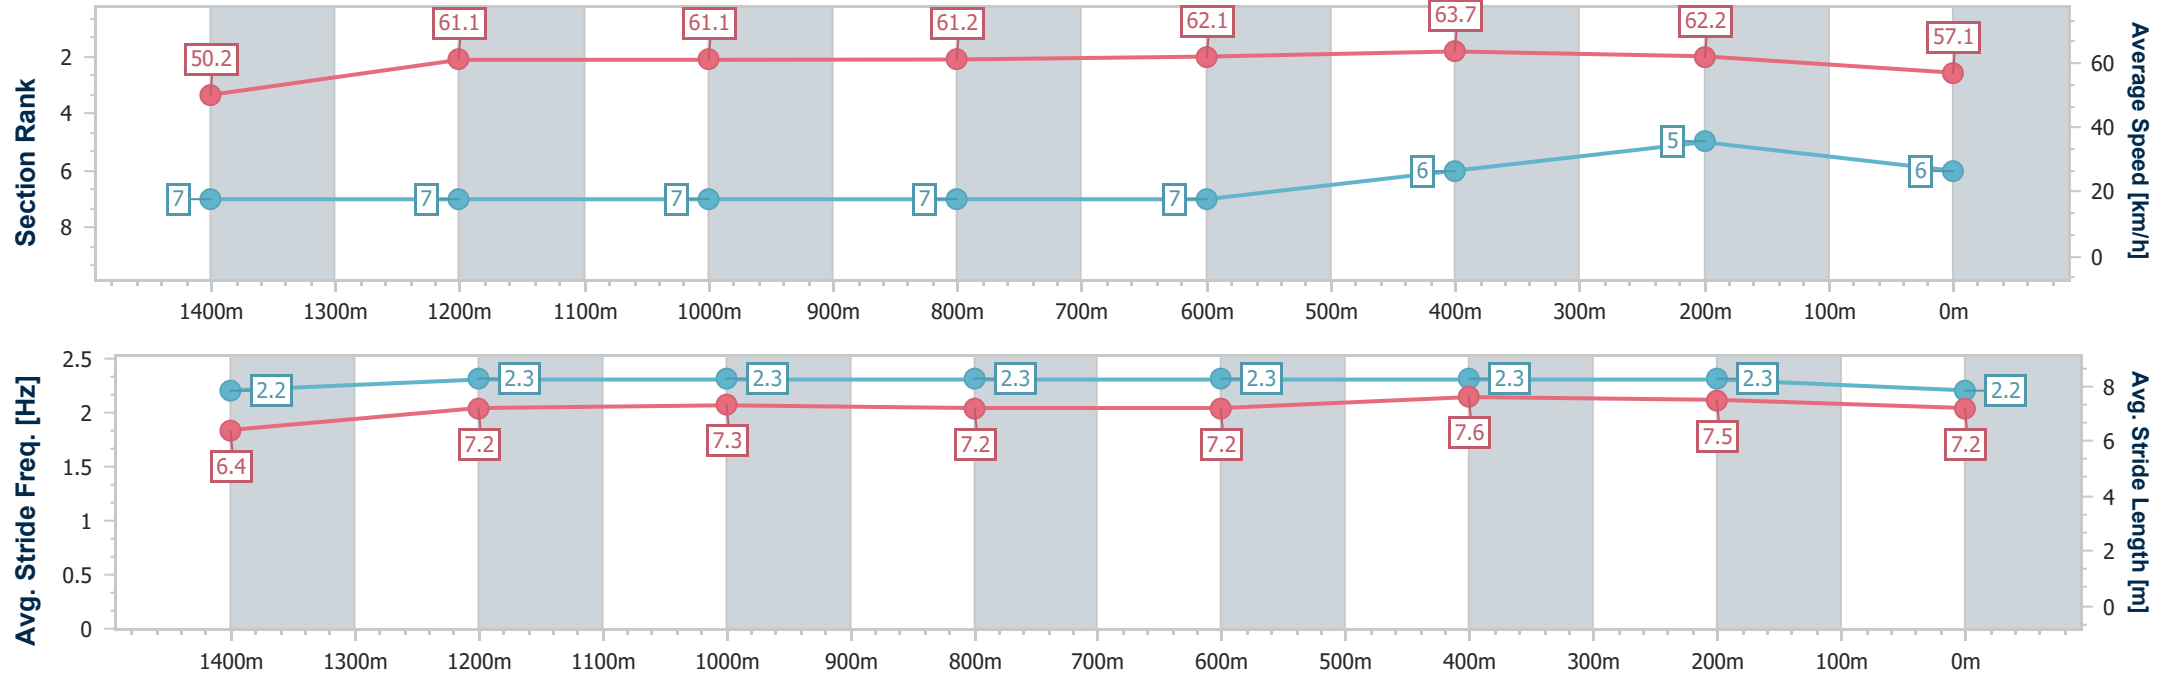 50.2 61.1 61.1 61.2 62.1 63.7 62.2 57.1
7 7 7 7 7 6 5 6
Section Rank
2
4
6
8
Average Speed [km/h]
60
40
20
0
1400m 1300m 1200m 1100m 1000m 900m 800m 700m 600m 500m 400m 300m 200m 100m 0m
Avg. Stride Freq. [Hz]
2.5
2
1.5
1
0.5
0
2.2 2.3 2.3 2.3 2.3 2.3 2.3 2.2
6.4 7.2 7.3 7.2 7.2 7.6 7.5 7.2
Avg. Stride Length [m]
8
6
4
2
0
1400m 1300m 1200m 1100m 1000m 900m 800m 700m 600m 500m 400m 300m 200m 100m 0m